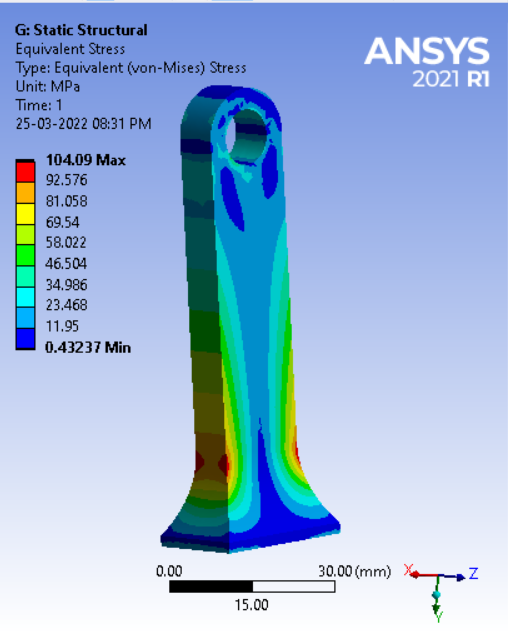 G: Static Structural
Equivalent Stress
Type: Equivalent (von-Mises) Stress
Unit: MPa
Time: 1
25-03-2022 08:31 PM
ANSYS
2021 R1
104.09 Max
92.576
81.058
69.54
58.022
46.504
34.986
23.468
11.95
0.43237 Min
0.00 30.00 (mm)
15.00
X Z
Y